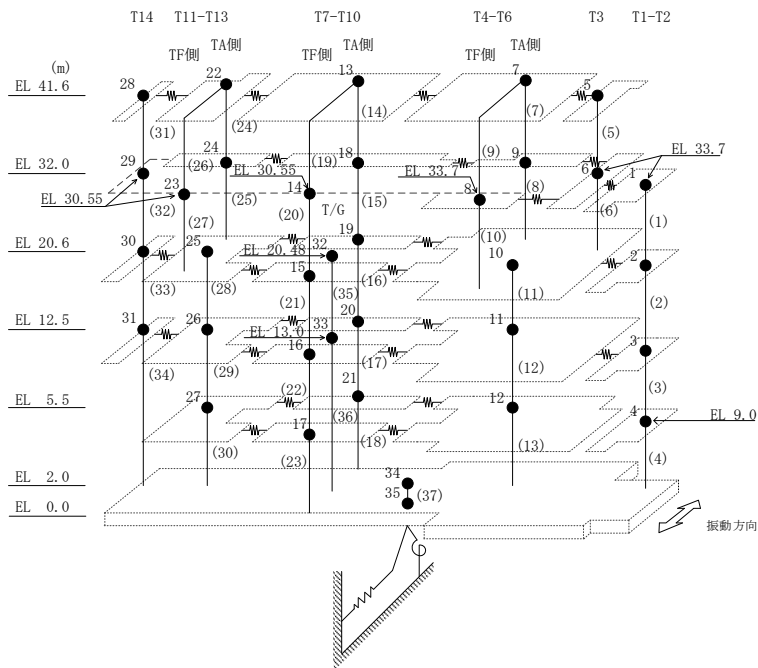 T14 T11-T13 T7-T10 T4-T6 T3 T1-T2
TF側 TA側 TF側 TA側 TF側 TA側
(m)
EL 41.6 28 22 13 7 5
(31) (24) (14) (7) (5)
EL 32.0 29 24 (26) (19) 18 (9) 9 6 EL 33.7
EL 30.55 EL 33.7
EL 30.55 (32) 23 (25) 14 (15) 8 (8) (6) 1
(27) (20) T/G (10) (1)
EL 20.6 30 25 32 19 10 2
EL 20.48
(33) (28) 15 (35) (16) (11) (2)
EL 12.5 31 26 (21) 33 20 11 3
EL 13.0
(34) (29) 16 (17) (12) (3)
EL 5.5 27 (22) 21 12 4 EL 9.0
(30) 17 (36) (18) (13) (4)
(23)
EL 2.0 34
EL 0.0 35 (37)
振動方向